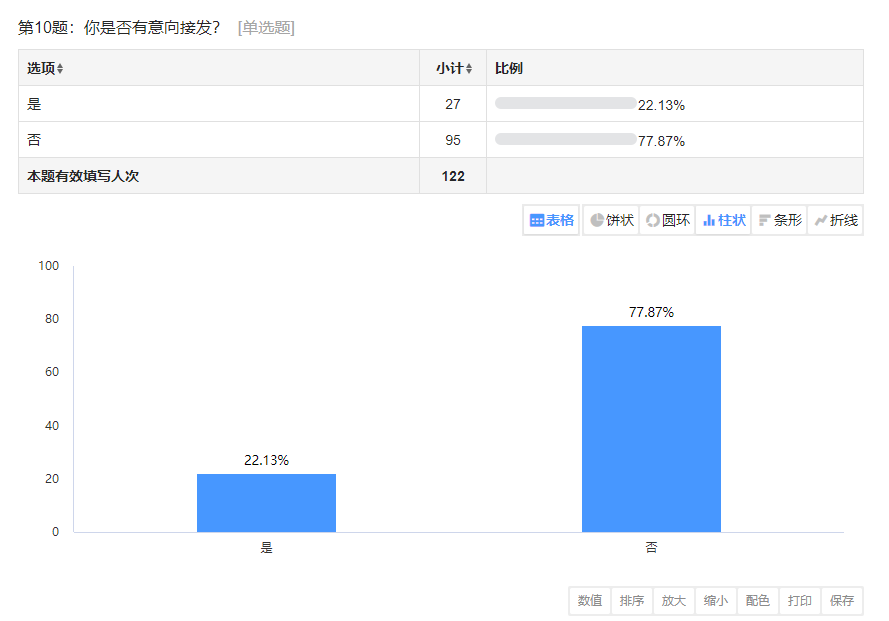 第10题：你是否有意向接发？ [单选题]
选项 小计 比例
是 27 22.13%
否 95 77.87%
本题有效填写人次 122
表格 饼状 圆环 柱状 条形 折线
100
80
60
40
20
0
22.13%
77.87%
是 否
数值 排序 放大 缩小 配色 打印 保存